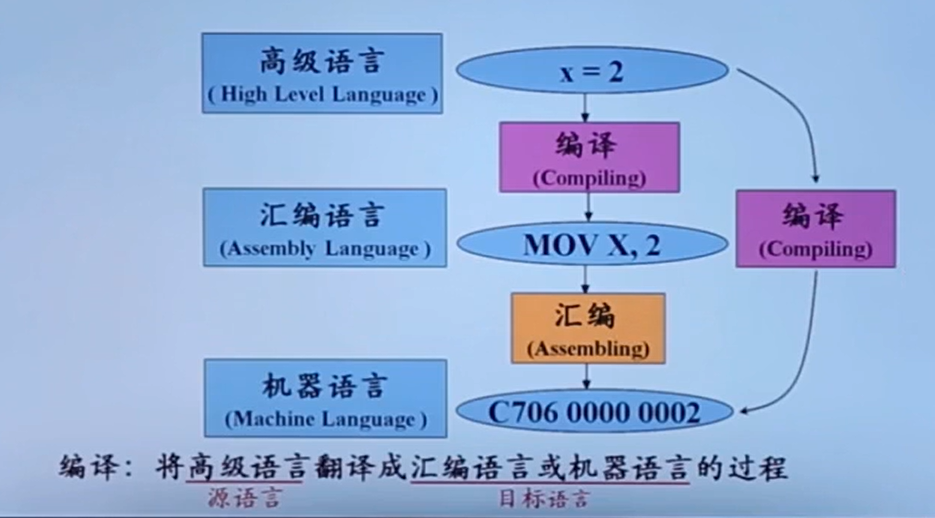 高级语言
( High Level Language )
x = 2
编译
(Compiling)
汇编语言
(Assembly Language )
MOV X, 2
编译
(Compiling)
汇编
(Assembling)
机器语言
(Machine Language )
C706 0000 0002
编译：将高级语言翻译成汇编语言或机器语言的过程
源语言
目标语言